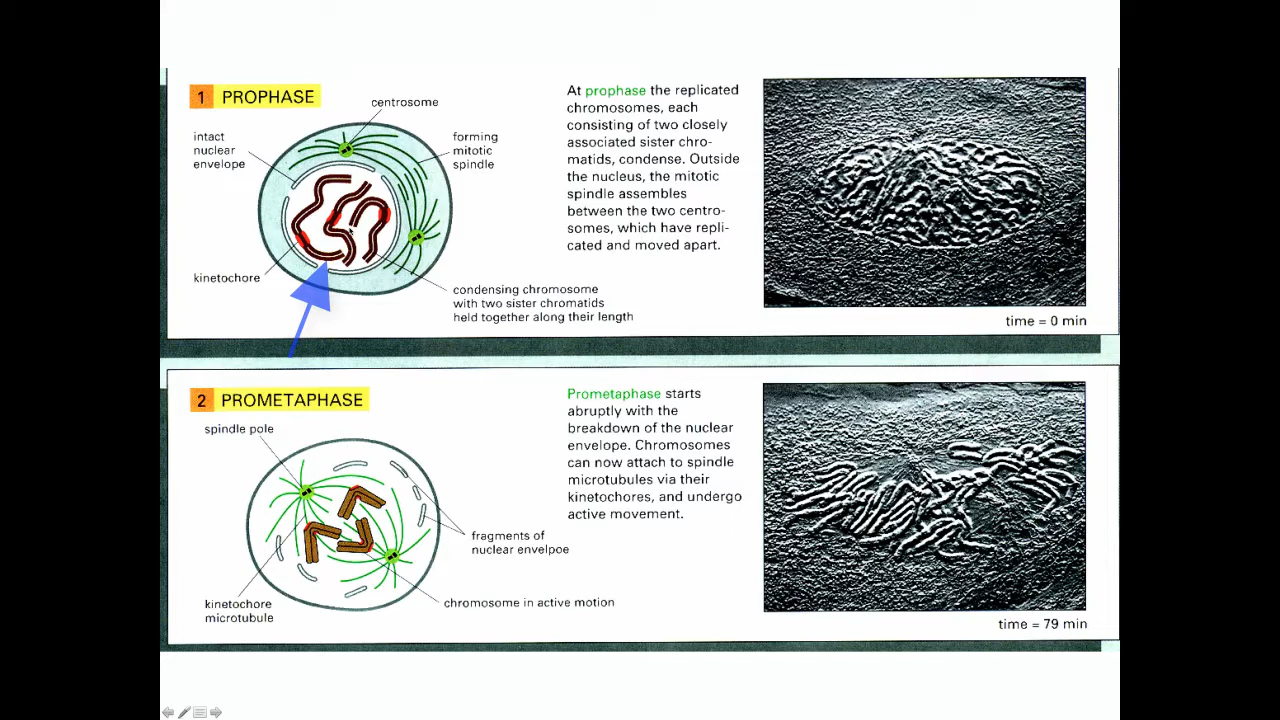 1 PROPHASE
centrosome
intact
nuclear
envelope
forming
mitotic
spindle
kinetochore
condensing chromosome
with two sister chromatids
held together along their length
At prophase the replicated
chromosomes, each
consisting of two closely
associated sister chro-
matids, condense. Outside
the nucleus, the mitotic
spindle assembles
between the two centro-
somes, which have repli-
cated and moved apart.
time = 0 min
2 PROMETAPHASE
spindle pole
fragments of
nuclear envelpoe
kinetochore
microtubule
chromosome in active motion
Prometaphase starts
abruptly with the
breakdown of the nuclear
envelope. Chromosomes
can now attach to spindle
microtubules via their
kinetochores, and undergo
active movement.
time = 79 min